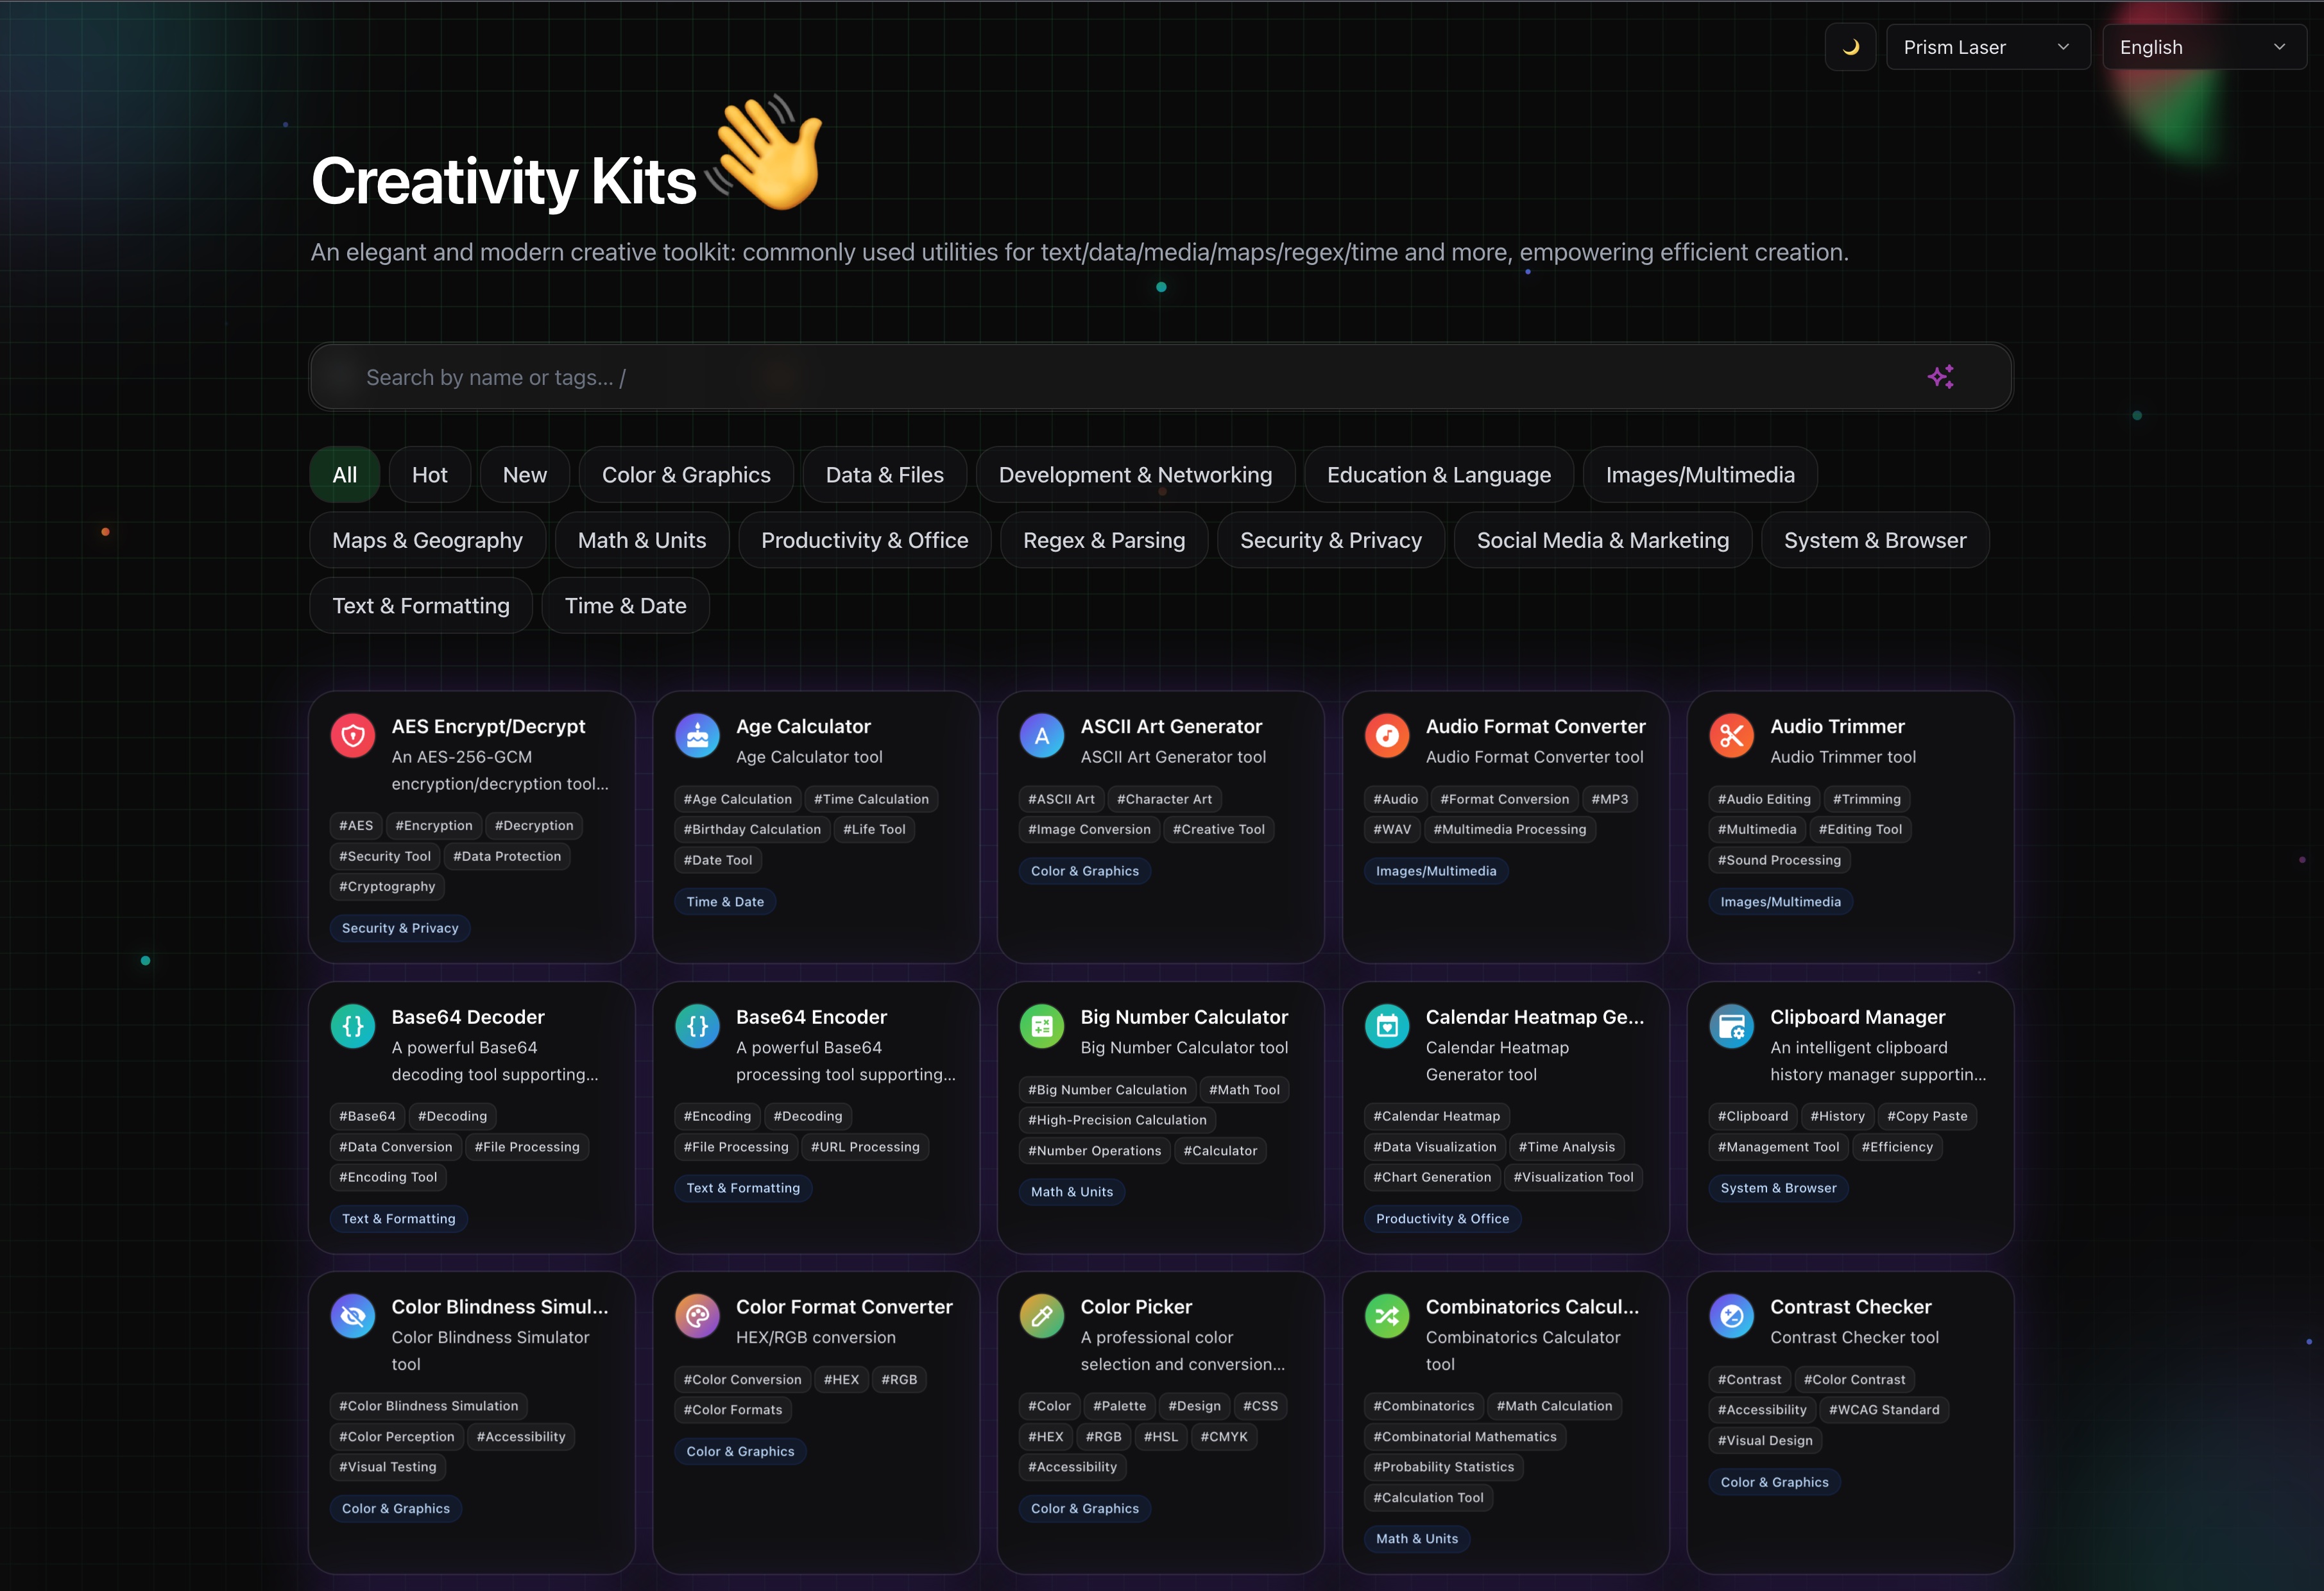 Prism Laser
English
Creativity Kits
An elegant and modern creative toolkit: commonly used utilities for text/data/media/maps/regex/time and more, empowering efficient creation.
Search by name or tags... /
All Hot New Color & Graphics Data & Files Development & Networking Education & Language Images/Multimedia
Maps & Geography Math & Units Productivity & Office Regex & Parsing Security & Privacy Social Media & Marketing System & Browser
Text & Formatting Time & Date
AES Encrypt/Decrypt
An AES-256-GCM
encryption/decryption tool...
#AES #Encryption #Decryption
#Security Tool #Data Protection
#Cryptography
Security & Privacy
Age Calculator
Age Calculator tool
#Age Calculation #Time Calculation
#Birthday Calculation #Life Tool
#Date Tool
Time & Date
ASCII Art Generator
ASCII Art Generator tool
#ASCII Art #Character Art
#Image Conversion #Creative Tool
Color & Graphics
Audio Format Converter
Audio Format Converter tool
#Audio #Format Conversion #MP3
#WAV #Multimedia Processing
Images/Multimedia
Audio Trimmer
Audio Trimmer tool
#Audio Editing #Trimming
#Multimedia #Editing Tool
#Sound Processing
Images/Multimedia
Base64 Decoder
A powerful Base64
decoding tool supporting...
#Base64 #Decoding
#Data Conversion #File Processing
#Encoding Tool
Text & Formatting
Base64 Encoder
A powerful Base64
processing tool supporting...
#Encoding #Decoding
#File Processing #URL Processing
Text & Formatting
Big Number Calculator
Big Number Calculator tool
#Big Number Calculation #Math Tool
#High-Precision Calculation
#Number Operations #Calculator
Math & Units
Calendar Heatmap Ge...
Calendar Heatmap
Generator tool
#Calendar Heatmap
#Data Visualization #Time Analysis
#Chart Generation #Visualization Tool
Productivity & Office
Clipboard Manager
An intelligent clipboard
history manager supportin...
#Clipboard #History #Copy Paste
#Management Tool #Efficiency
System & Browser
Color Blindness Simul...
Color Blindness Simulator
tool
#Color Blindness Simulation
#Color Perception #Accessibility
#Visual Testing
Color & Graphics
Color Format Converter
HEX/RGB conversion
#Color Conversion #HEX #RGB
#Color Formats
Color & Graphics
Color Picker
A professional color
selection and conversion...
#Color #Palette #Design #CSS
#HEX #RGB #HSL #CMYK
#Accessibility
Color & Graphics
Combinatorics Calcul...
Combinatorics Calculator
tool
#Combinatorics #Math Calculation
#Combinatorial Mathematics
#Probability Statistics
#Calculation Tool
Math & Units
Contrast Checker
Contrast Checker tool
#Contrast #Color Contrast
#Accessibility #WCAG Standard
#Visual Design
Color & Graphics